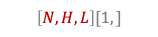 [N, H, L][1,]